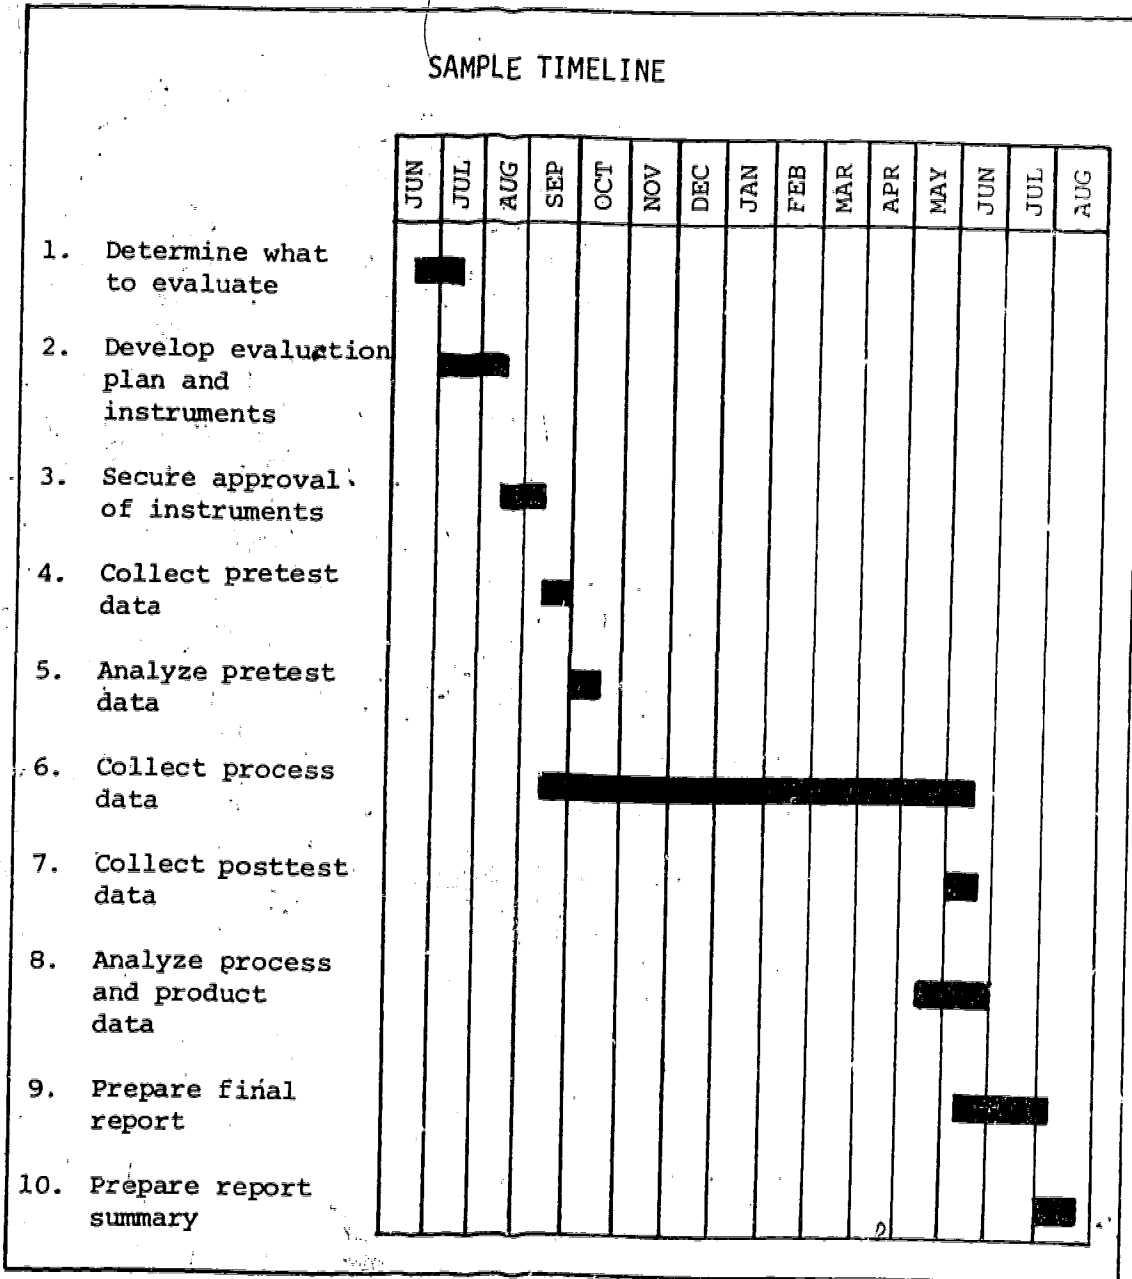 SAMPLE TIMELINE
JUN JUL AUG SEP OCT NOV DEC JAN FEB MAR APR MAY JUN JUL AUG
1. Determine what
to evaluate
2. Develop evaluation
plan and
instruments
3. Secure approval
of instruments
4. Collect pretest
data
5. Analyze pretest
data
6. Collect process
data
7. Collect posttest
data
8. Analyze process
and product
data
9. Prepare final
report
10. Prepare report
summary